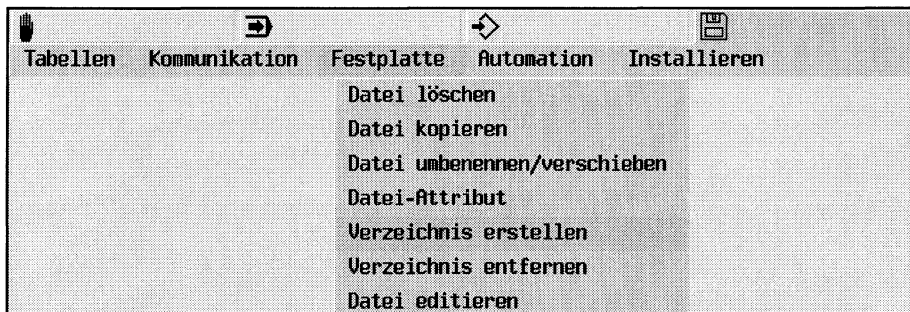 Tabellen Kommunikation Festplatte Automation Installieren
Datei löschen
Datei kopieren
Datei umbenennen/verschieben
Datei-Attribut
Verzeichnis erstellen
Verzeichnis entfernen
Datei editieren